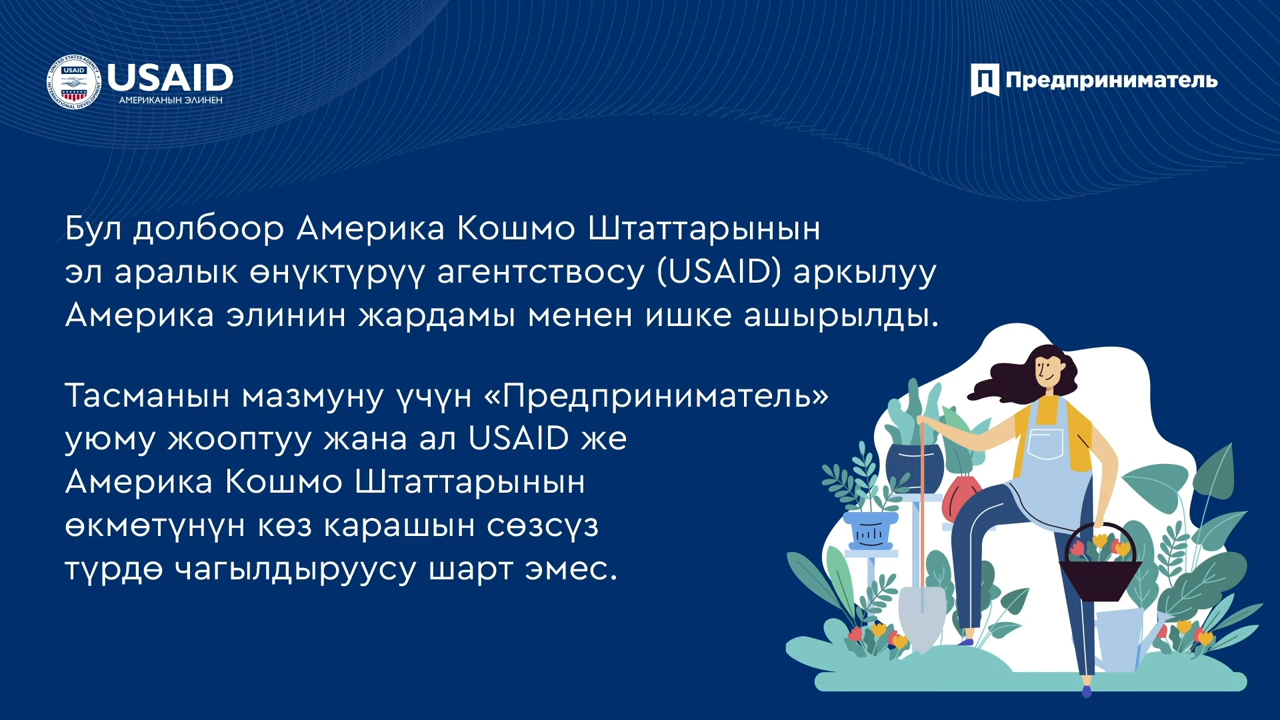 USAID
АМЕРИКАНЫН ЭЛИНЕН
Предприниматель
Бул долбоор Америка Кошмо Штаттарынын
эл аралык өнүктүрүү агентствосу (USAID) аркылуу
Америка элинин жардамы менен ишке ашырылды.
Тасманын мазмуну үчүн «Предприниматель»
уюму жооптуу жана ал USAID же
Америка Кошмо Штаттарынын
өкмөтүнүн көз карашын сөзсүз
түрдө чагылдыруусу шарт эмес.